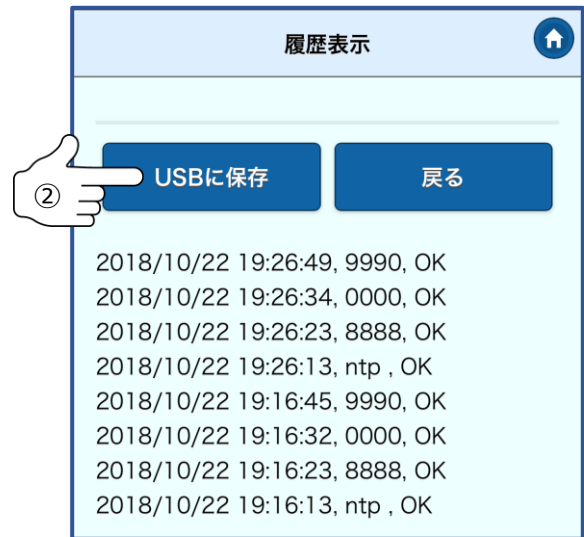 履歴表示
② USBに保存 戻る
2018/10/22 19:26:49, 9990, OK
2018/10/22 19:26:34, 0000, OK
2018/10/22 19:26:23, 8888, OK
2018/10/22 19:26:13, ntp , OK
2018/10/22 19:16:45, 9990, OK
2018/10/22 19:16:32, 0000, OK
2018/10/22 19:16:23, 8888, OK
2018/10/22 19:16:13, ntp , OK